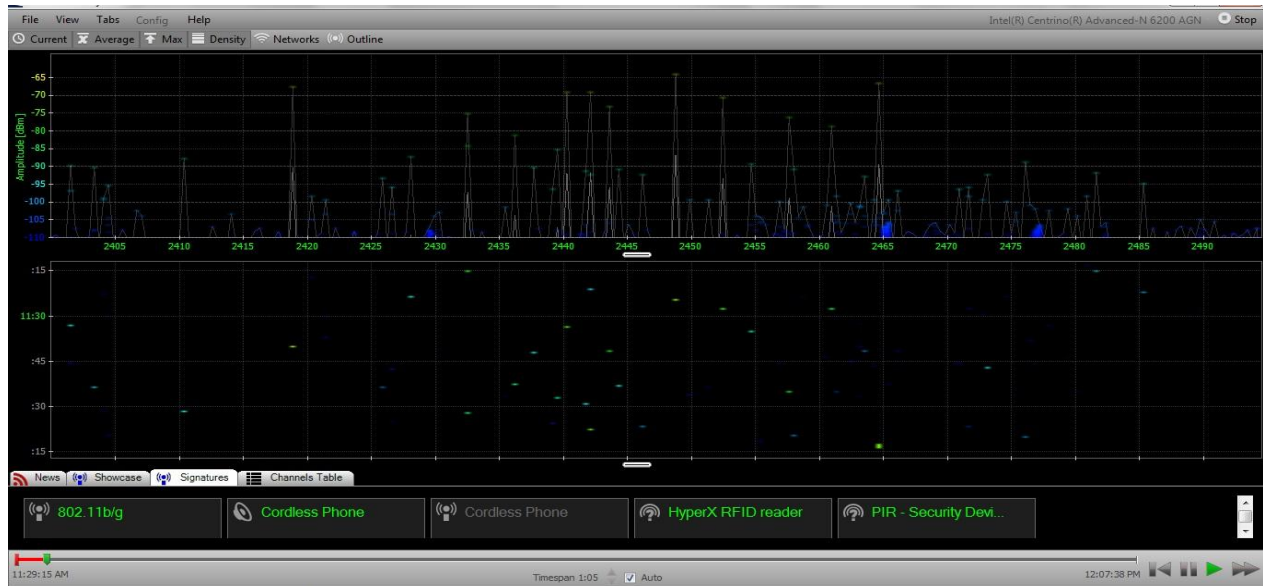 File View Tabs Config Help Intel(R) Centrino(R) Advanced-N 6200 AGN Stop
Current Average Max Density Networks Outline
Amplitude [dBm]
-65
-70
-75
-80
-85
-90
-95
-100
-105
-110
2405 2410 2415 2420 2425 2430 2435 2440 2445 2450 2455 2460 2465 2470 2475 2480 2485 2490
:15
11:30
:45
:30
:15
News Showcase Signatures Channels Table
802.11b/g Cordless Phone Cordless Phone HyperX RFID reader PIR - Security Devi...
11:29:15 AM Timespan 1:05 Auto 12:07:38 PM